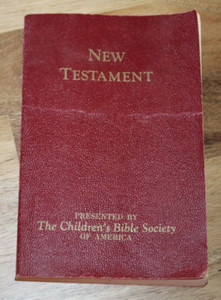 NEW
TESTAMENT
PRESENTED BY
The Children's Bible Society
OF AMERICA